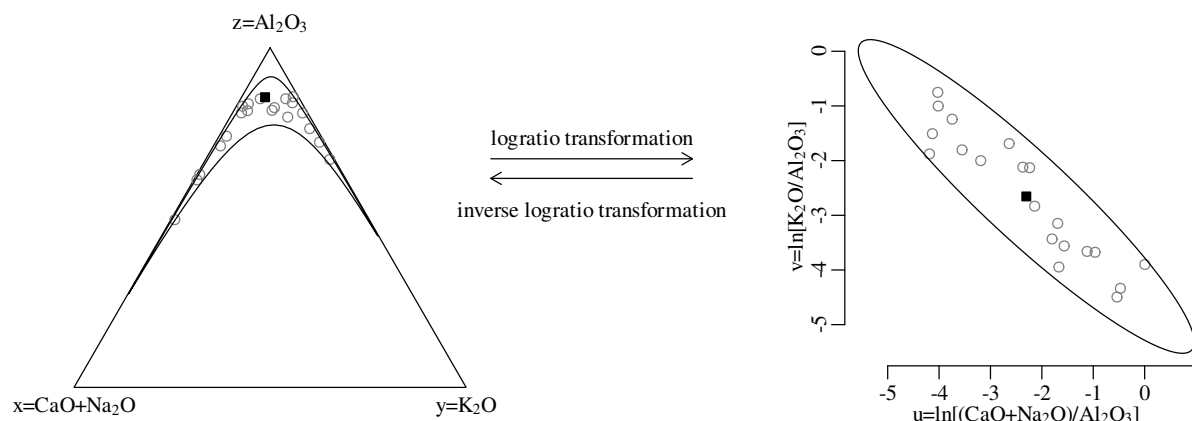 z=Al₂O₃
x=CaO+Na₂O
y=K₂O
logratio transformation
inverse logratio transformation
v=ln[K₂O/Al₂O₃]
0
-1
-2
-3
-4
-5
-5 -4 -3 -2 -1 0
u=ln[(CaO+Na₂O)/Al₂O₃]